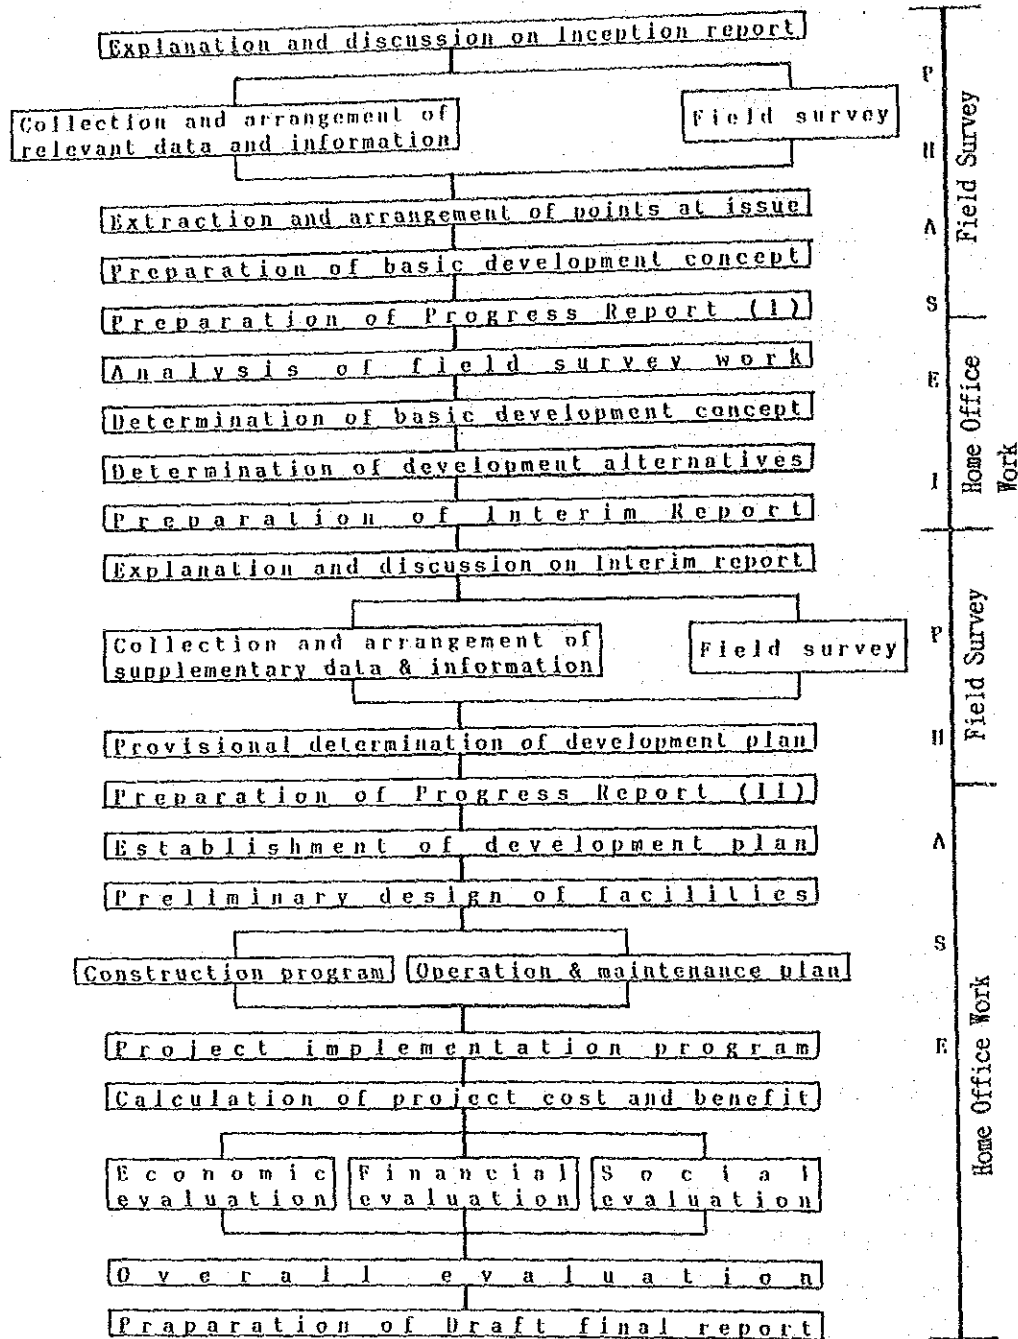 Explanation and discussion on Inception report
Collection and arrangement of
relevant data and information
Field survey
Extraction and arrangement of points at issue
Preparation of basic development concept
Preparation of Progress Report (I)
Analysis of field survey work
Determination of basic development concept
Determination of development alternatives
Preparation of Interim Report
Explanation and discussion on Interim report
Collection and arrangement of
supplementary data & information
Field survey
Provisional determination of development plan
Preparation of Progress Report (II)
Establishment of development plan
Preliminary design of facilities
Construction program
Operation & maintenance plan
Project implementation program
Calculation of project cost and benefit
Economic
evaluation
Financial
evaluation
Social
evaluation
Overall evaluation
Praparation of Draft final report
PHASE I
Field Survey
Home Office
Work
PHASE
Field Survey
Home Office Work